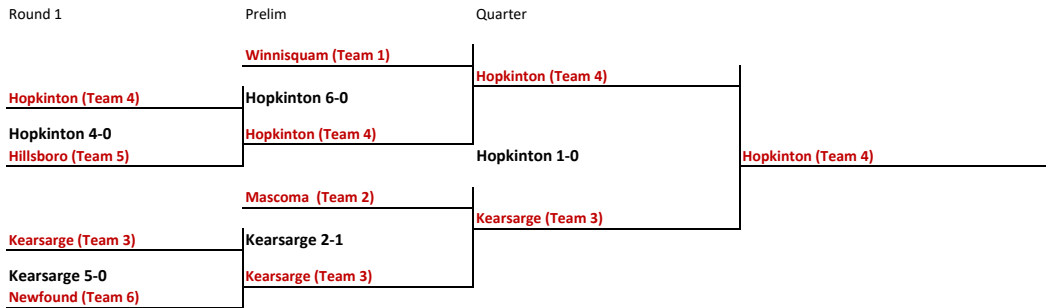 Round 1
Prelim
Quarter
Winnisquam (Team 1)
Hopkinton (Team 4)
Hopkinton (Team 4)
Hopkinton 6-0
Hopkinton 4-0
Hopkinton (Team 4)
Hillsboro (Team 5)
Hopkinton 1-0
Hopkinton (Team 4)
Mascoma  (Team 2)
Kearsarge (Team 3)
Kearsarge (Team 3)
Kearsarge 2-1
Kearsarge 5-0
Kearsarge (Team 3)
Newfound (Team 6)